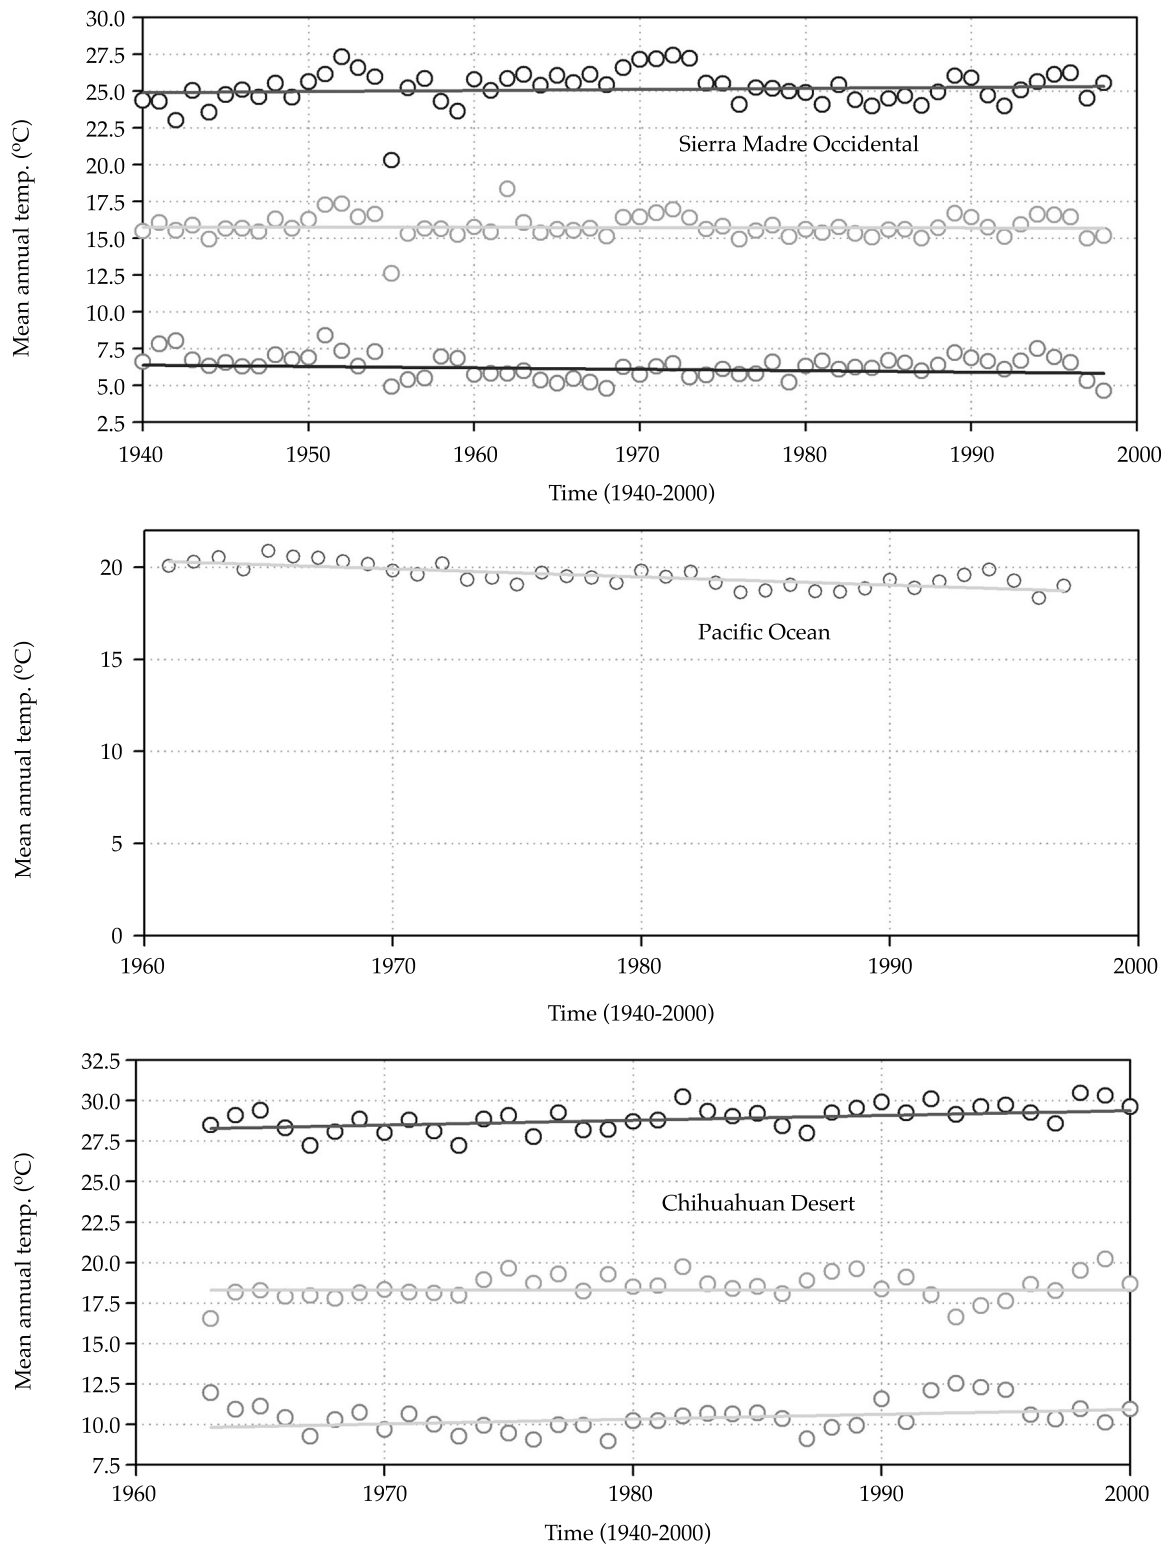 30.0
27.5
25.0
22.5
20.0
17.5
15.0
12.5
10.0
7.5
5.0
2.5
Mean annual temp. (ºC)
Sierra Madre Occidental
1940 1950 1960 1970 1980 1990 2000
Time (1940-2000)
20
15
10
5
0
Mean annual temp. (ºC)
Pacific Ocean
1960 1970 1980 1990 2000
Time (1940-2000)
32.5
30.0
27.5
25.0
22.5
20.0
17.5
15.0
12.5
10.0
7.5
Mean annual temp. (ºC)
Chihuahuan Desert
1960 1970 1980 1990 2000
Time (1940-2000)